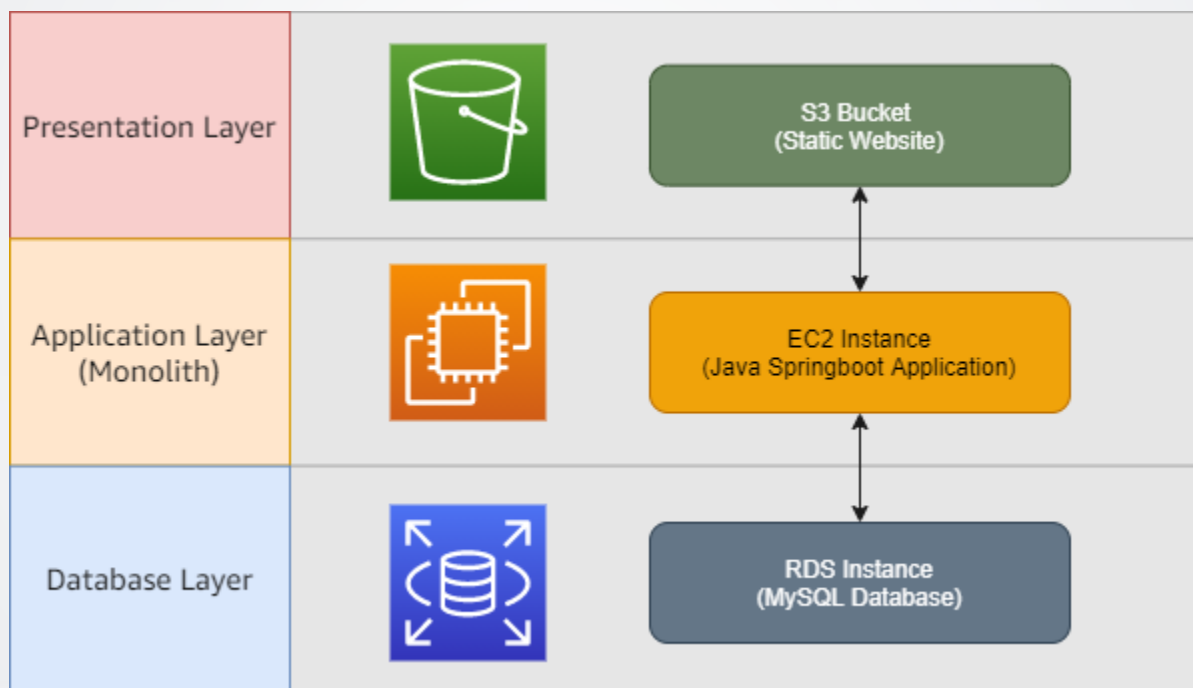 Presentation Layer
S3 Bucket
(Static Website)
Application Layer
(Monolith)
EC2 Instance
(Java Springboot Application)
Database Layer
RDS Instance
(MySQL Database)